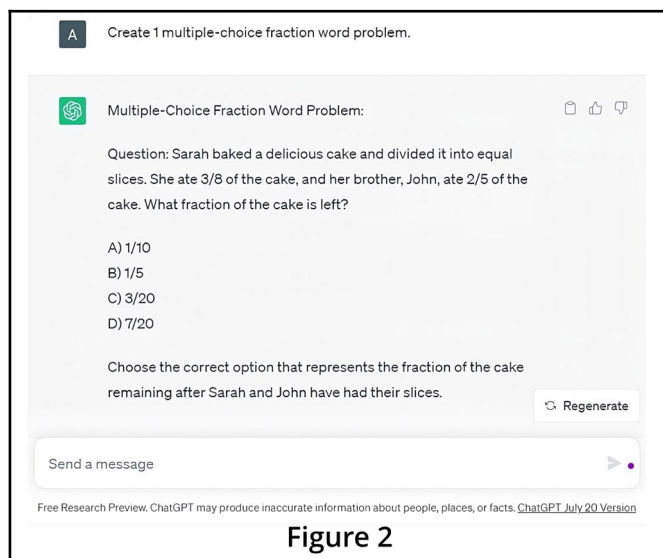 A
Create 1 multiple-choice fraction word problem.
Multiple-Choice Fraction Word Problem:
Question: Sarah baked a delicious cake and divided it into equal
slices. She ate 3/8 of the cake, and her brother, John, ate 2/5 of the
cake. What fraction of the cake is left?
A) 1/10
B) 1/5
C) 3/20
D) 7/20
Choose the correct option that represents the fraction of the cake
remaining after Sarah and John have had their slices.
Regenerate
Send a message
Free Research Preview. ChatGPT may produce inaccurate information about people, places, or facts. ChatGPT July 20 Version
Figure 2